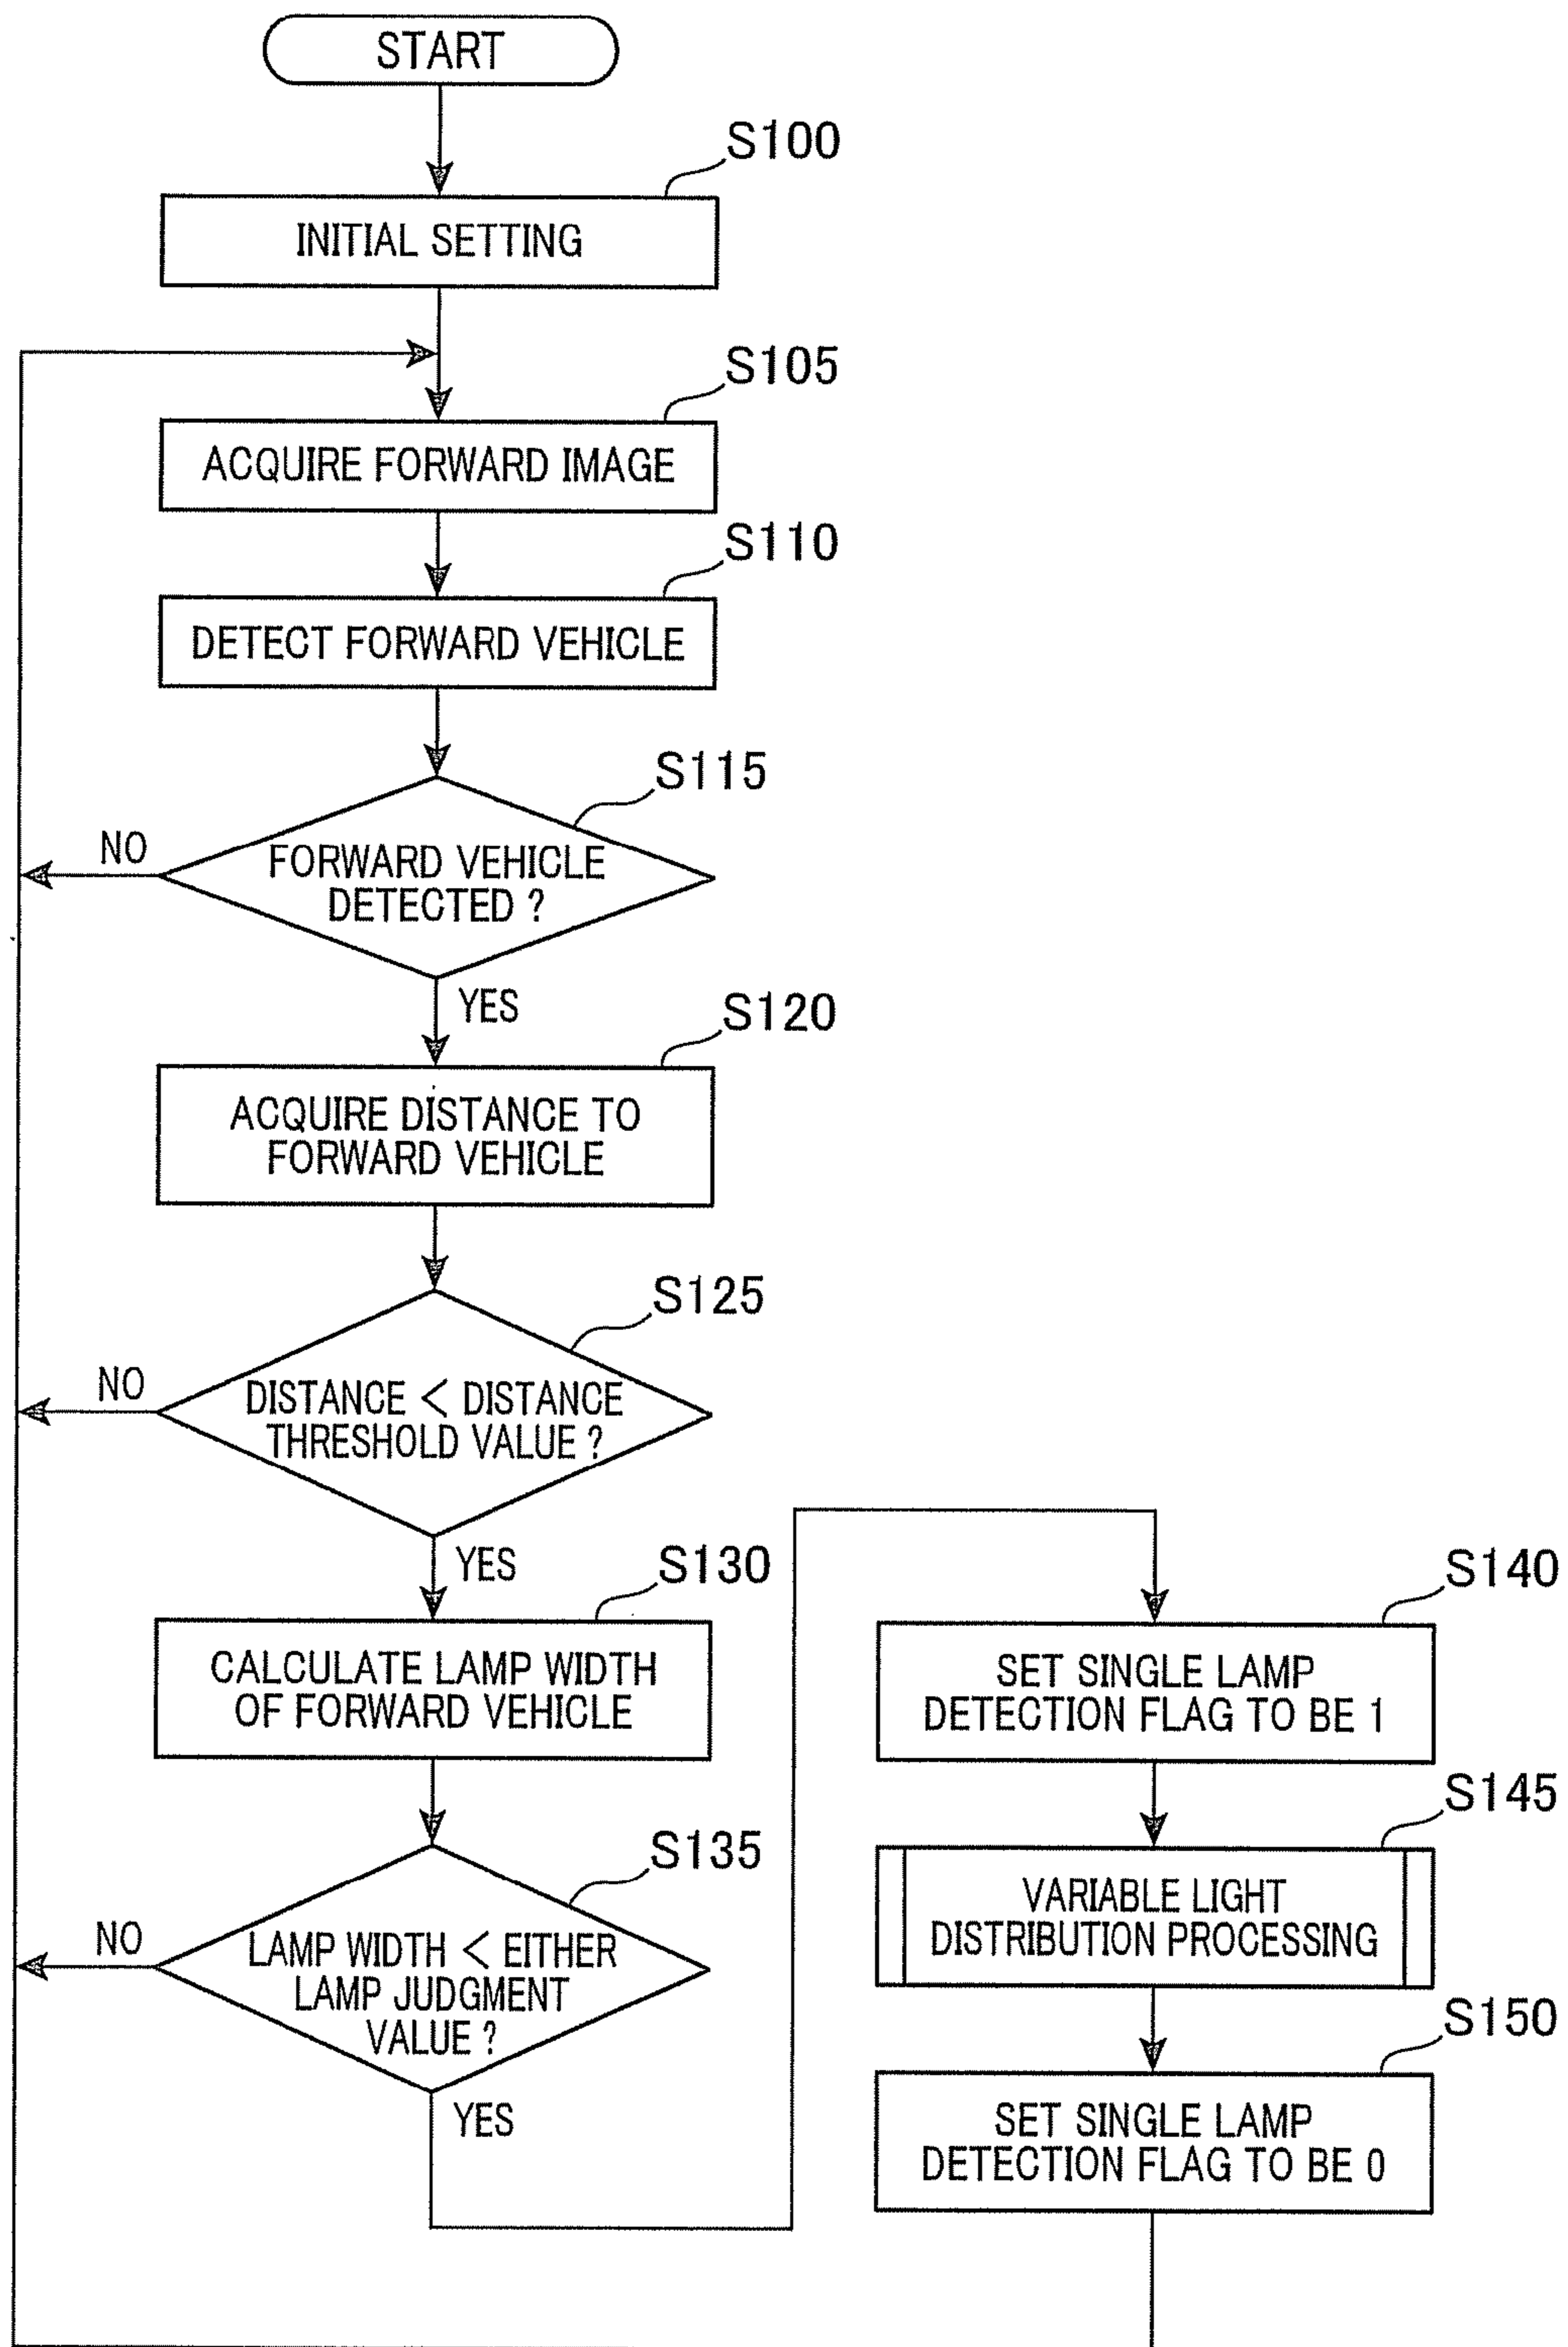 START
S100
INITIAL SETTING
S105
ACQUIRE FORWARD IMAGE
S110
DETECT FORWARD VEHICLE
S115
NO
FORWARD VEHICLE
DETECTED ?
YES
S120
ACQUIRE DISTANCE TO
FORWARD VEHICLE
S125
NO
DISTANCE < DISTANCE
THRESHOLD VALUE ?
YES
S130
CALCULATE LAMP WIDTH
OF FORWARD VEHICLE
S135
NO
LAMP WIDTH < EITHER
LAMP JUDGMENT
VALUE ?
YES
S140
SET SINGLE LAMP
DETECTION FLAG TO BE 1
S145
VARIABLE LIGHT
DISTRIBUTION PROCESSING
S150
SET SINGLE LAMP
DETECTION FLAG TO BE 0